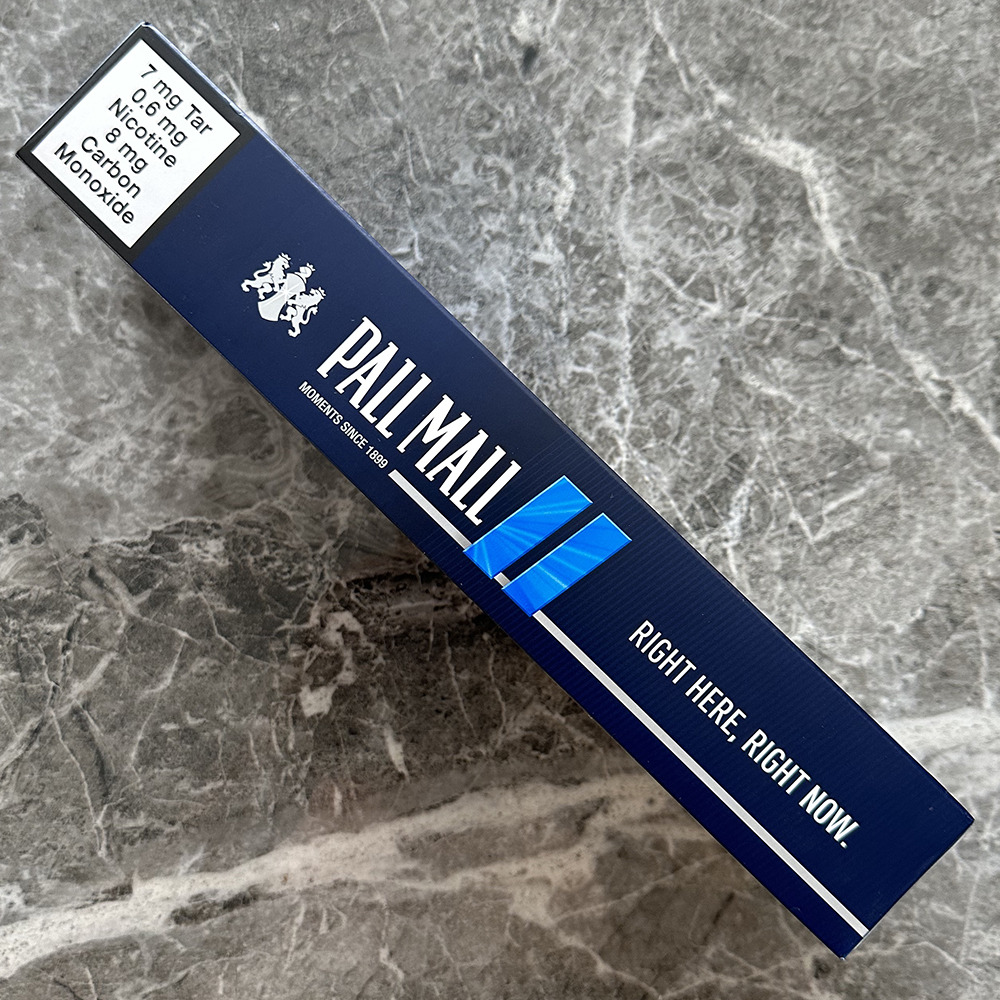 7 mg Tar
0.6 mg
Nicotine
8 mg
Carbon
Monoxide
PALL MALL
MOMENTS SINCE 1899
RIGHT HERE, RIGHT NOW.